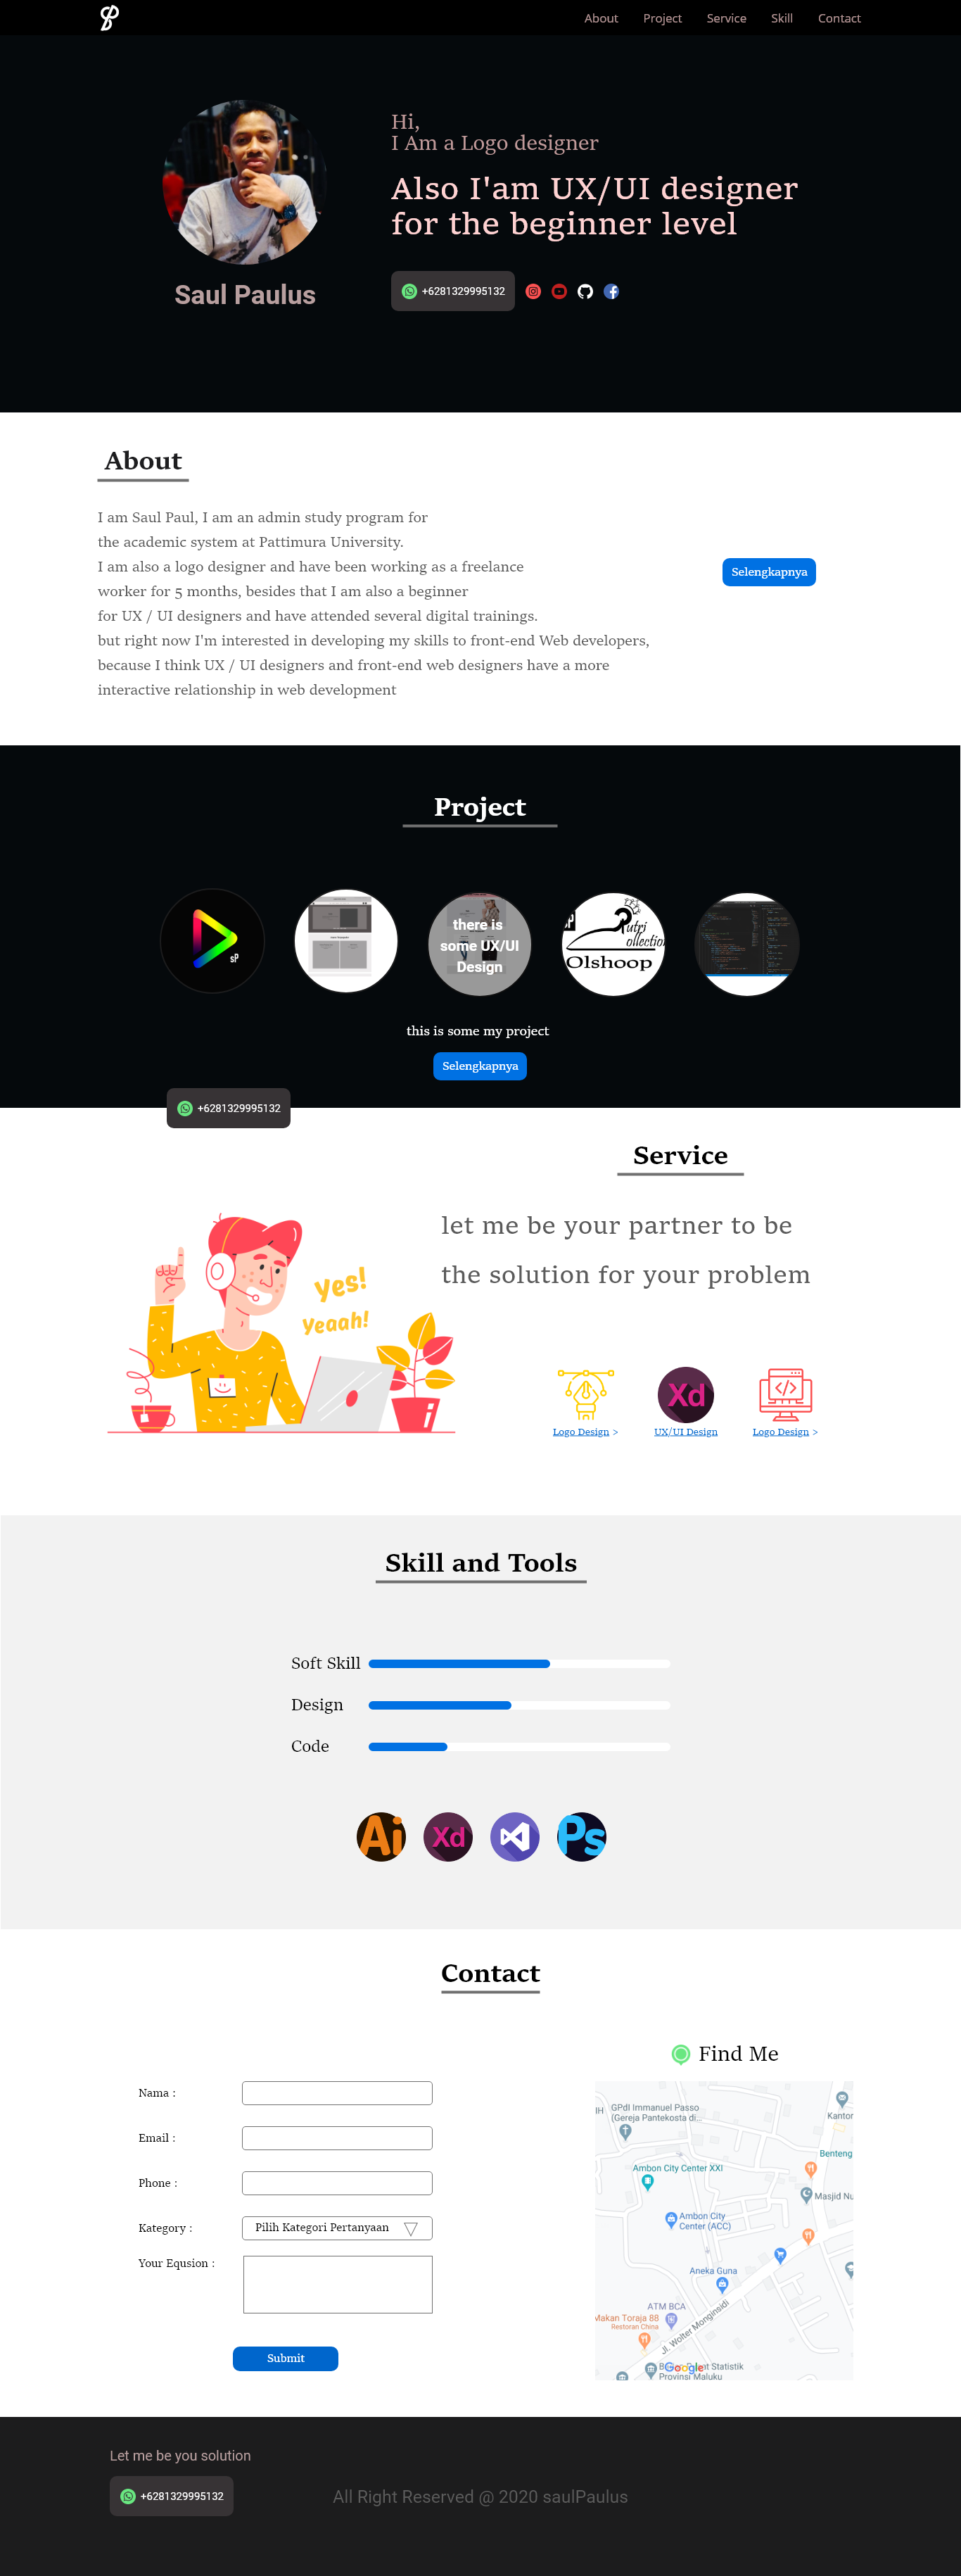 About Project Service Skill Contact
Hi,
I Am a Logo designer
Also I'am UX/UI designer
for the beginner level
Saul Paulus
+6281329995132
About
I am Saul Paul, I am an admin study program for
the academic system at Pattimura University.
I am also a logo designer and have been working as a freelance
worker for 5 months, besides that I am also a beginner
for UX / UI designers and have attended several digital trainings.
but right now I'm interested in developing my skills to front-end Web developers,
because I think UX / UI designers and front-end web designers have a more
interactive relationship in web development
Selengkapnya
Project
sP
there is
some UX/UI
Design
utri
ollection
Olshoop
this is some my project
Selengkapnya
+6281329995132
Service
let me be your partner to be
the solution for your problem
Yes!
Yeaah!
Xd
Logo Design >
UX/UI Design
Logo Design >
Skill and Tools
Soft Skill
Design
Code
Ai Xd Ps
Contact
Find Me
Nama :
Email :
Phone :
Kategory :
Pilih Kategori Pertanyaan
Your Equsion :
Submit
IH
GPdI Immanuel Passo
(Gereja Pantekosta di...
Kantor
Benteng
Ambon City Center XXI
Masjid Nu
Ambon City
Center (ACC)
Aneka Guna
ATM BCA
Makan Toraja 88
Restoran China
Jl. Wolter Monginsidi
Google
Statistik
Provinsi Maluku
Let me be you solution
+6281329995132
All Right Reserved @ 2020 saulPaulus